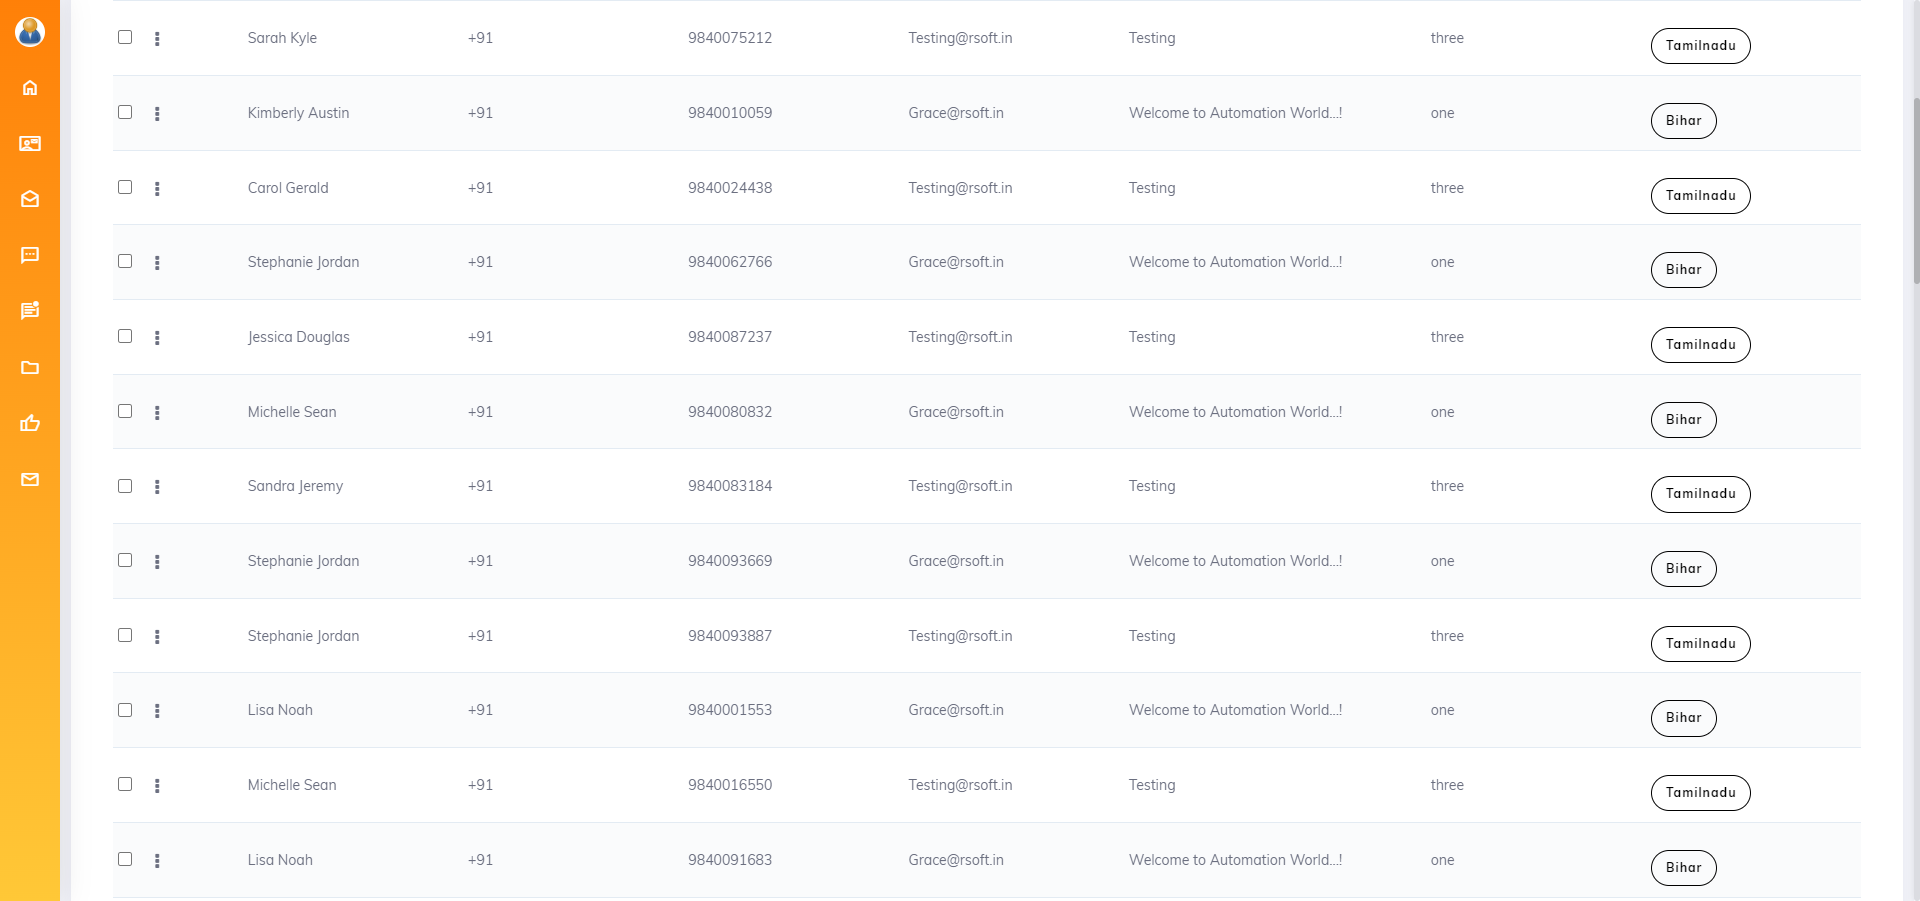 Sarah Kyle +91 9840075212 Testing@rsoft.in Testing three Tamilnadu
Kimberly Austin +91 9840010059 Grace@rsoft.in Welcome to Automation World...! one Bihar
Carol Gerald +91 9840024438 Testing@rsoft.in Testing three Tamilnadu
Stephanie Jordan +91 9840062766 Grace@rsoft.in Welcome to Automation World...! one Bihar
Jessica Douglas +91 9840087237 Testing@rsoft.in Testing three Tamilnadu
Michelle Sean +91 9840080832 Grace@rsoft.in Welcome to Automation World...! one Bihar
Sandra Jeremy +91 9840083184 Testing@rsoft.in Testing three Tamilnadu
Stephanie Jordan +91 9840093669 Grace@rsoft.in Welcome to Automation World...! one Bihar
Stephanie Jordan +91 9840093887 Testing@rsoft.in Testing three Tamilnadu
Lisa Noah +91 9840001553 Grace@rsoft.in Welcome to Automation World...! one Bihar
Michelle Sean +91 9840016550 Testing@rsoft.in Testing three Tamilnadu
Lisa Noah +91 9840091683 Grace@rsoft.in Welcome to Automation World...! one Bihar